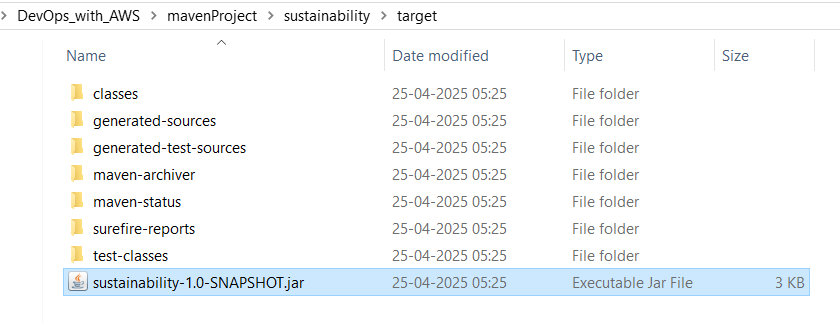 DevOps_with_AWS > mavenProject > sustainability > target
Name Date modified Type Size
classes 25-04-2025 05:25 File folder
generated-sources 25-04-2025 05:25 File folder
generated-test-sources 25-04-2025 05:25 File folder
maven-archiver 25-04-2025 05:25 File folder
maven-status 25-04-2025 05:25 File folder
surefire-reports 25-04-2025 05:25 File folder
test-classes 25-04-2025 05:25 File folder
sustainability-1.0-SNAPSHOT.jar 25-04-2025 05:25 Executable Jar File 3 KB